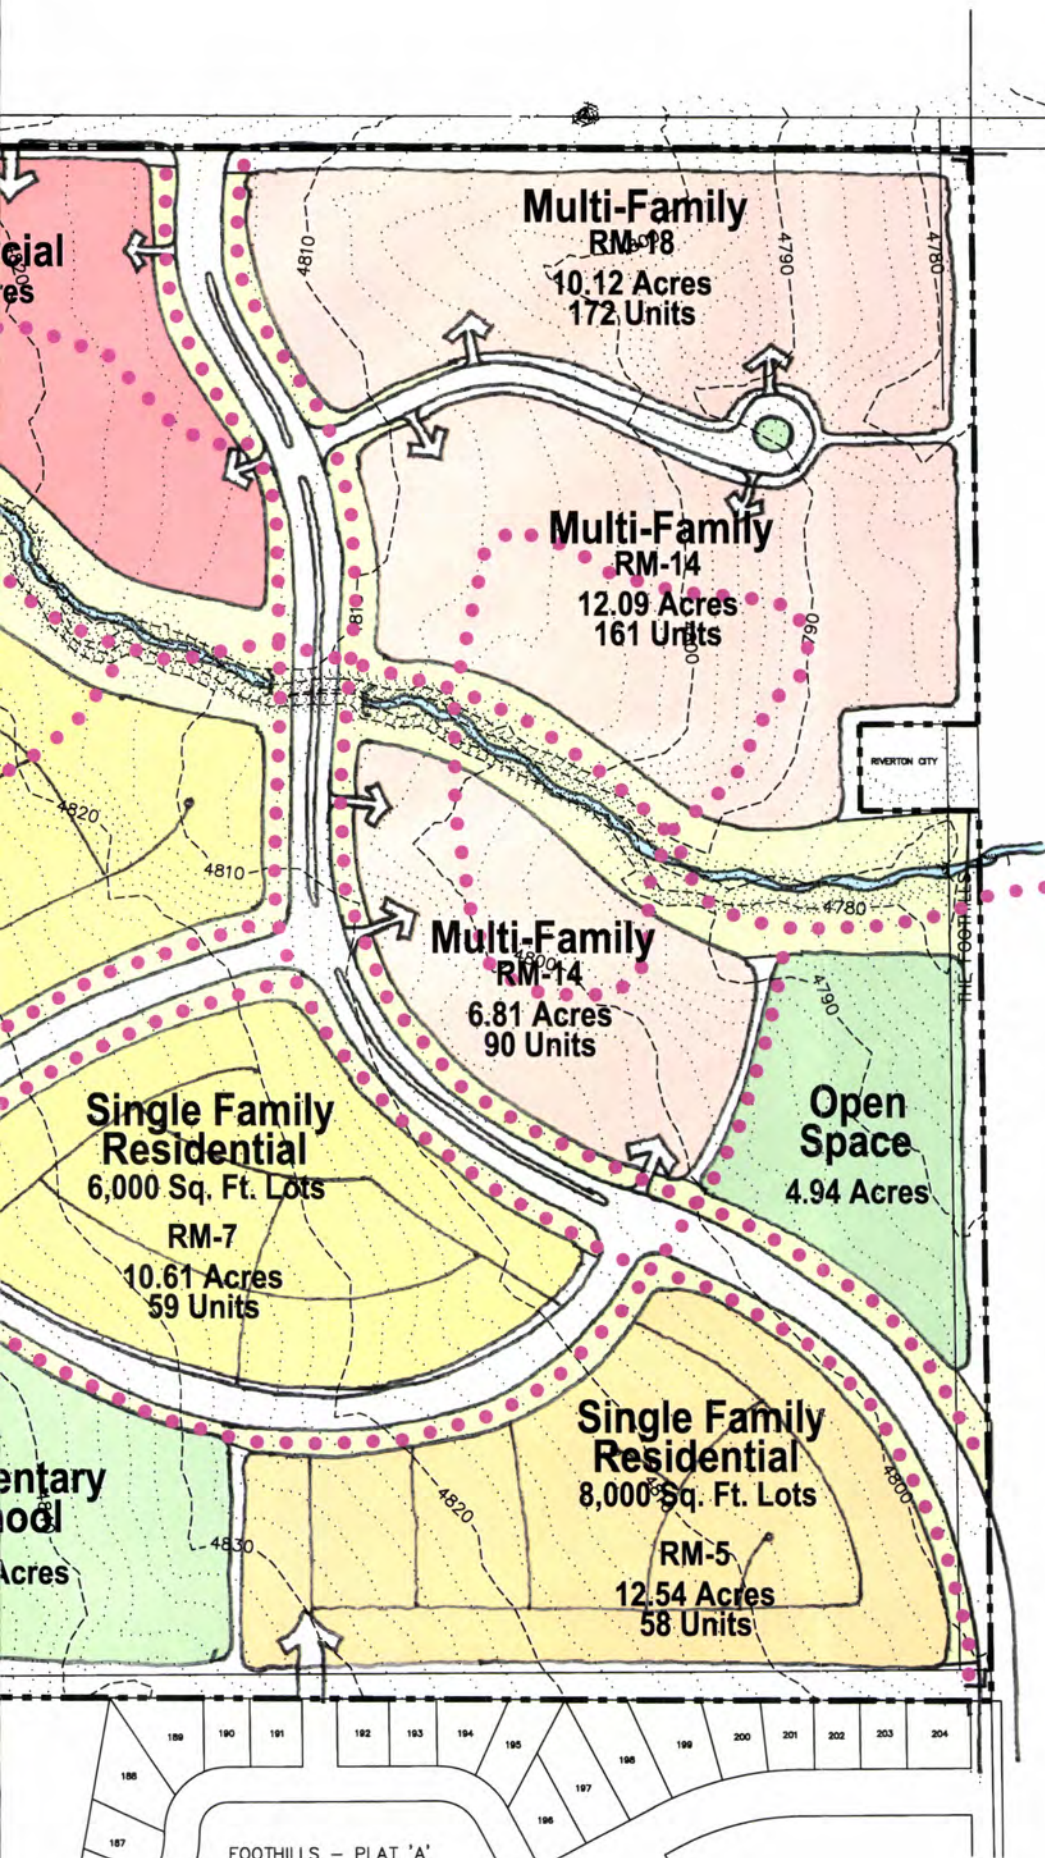 Multi-Family
RM-18
10.12 Acres
172 Units
4810
4790
4780
cial
res
4820
Multi-Family
RM-14
12.09 Acres
161 Units
4790
RIVERTON CITY
4820
4810
4780
THE FOOTHILLS
Multi-Family
RM-14
6.81 Acres
90 Units
4800
4790
Open
Space
4.94 Acres
Single Family
Residential
6,000 Sq. Ft. Lots
RM-7
10.61 Acres
59 Units
Single Family
Residential
8,000 Sq. Ft. Lots
RM-5
12.54 Acres
58 Units
4800
4820
4830
entary
ool
Acres
189
190
191
192
193
194
195
198
199
200
201
202
203
204
188
197
196
187
FOOTHILLS – PLAT 'A'